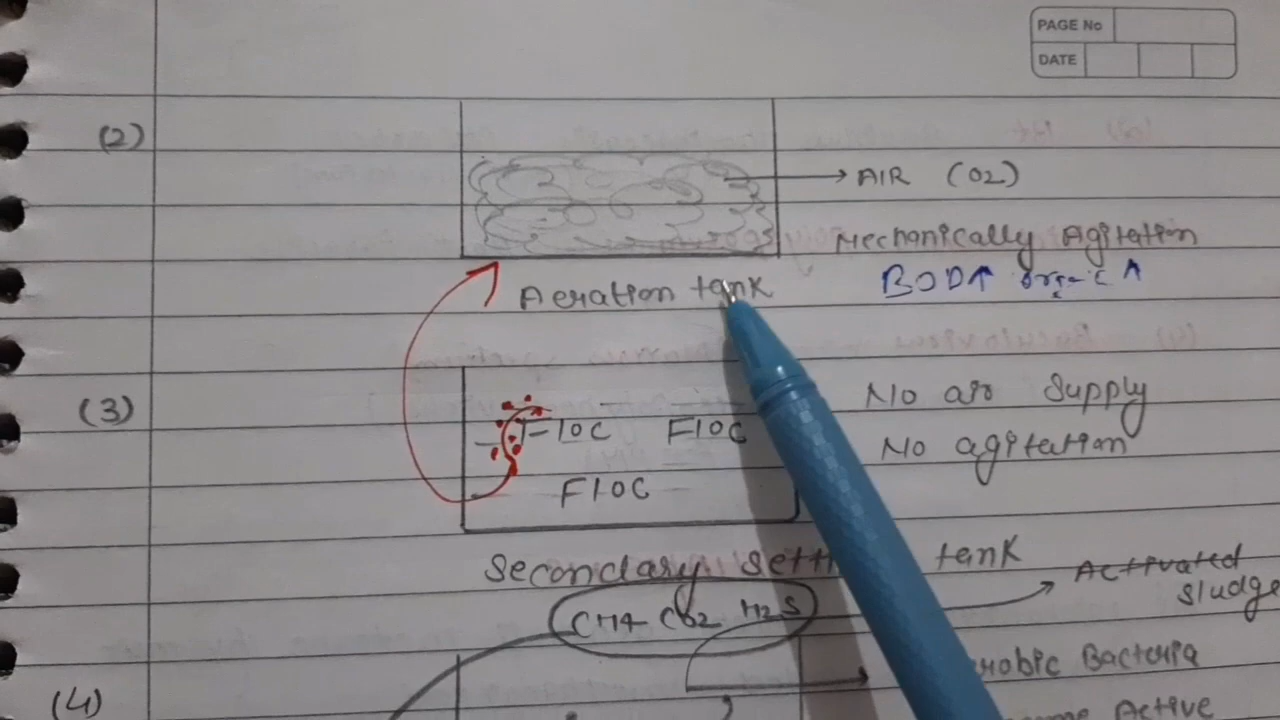 PAGE No
DATE
(2)
AIR (O2)
Mechanically Agitation
BOD↑ ↑
Aeration tank
(3)
No air Supply
No agitation
Floc Floc
Floc
Secondary tank
Activated
Sludge
CH4 CO2 H2S
Bacteria
(4)
Active